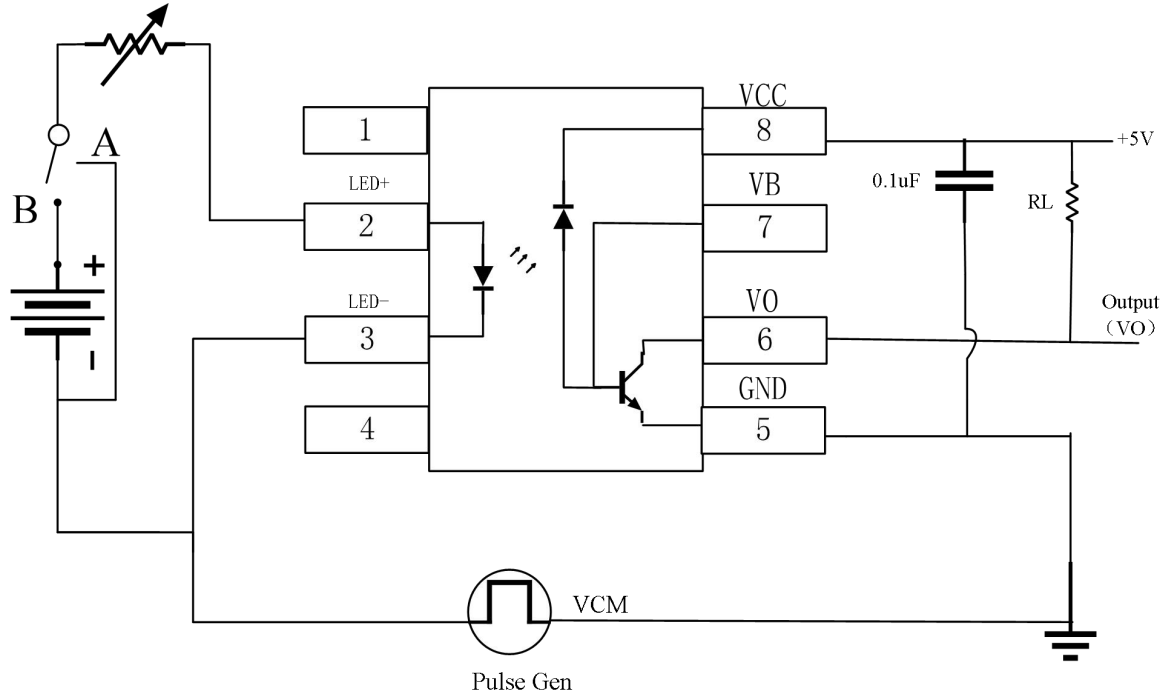 A
B
+
-
1
LED+
2
LED-
3
4
VCC
8
VB
7
VO
6
GND
5
0.1uF
RL
+5V
Output
（VO）
VCM
Pulse Gen